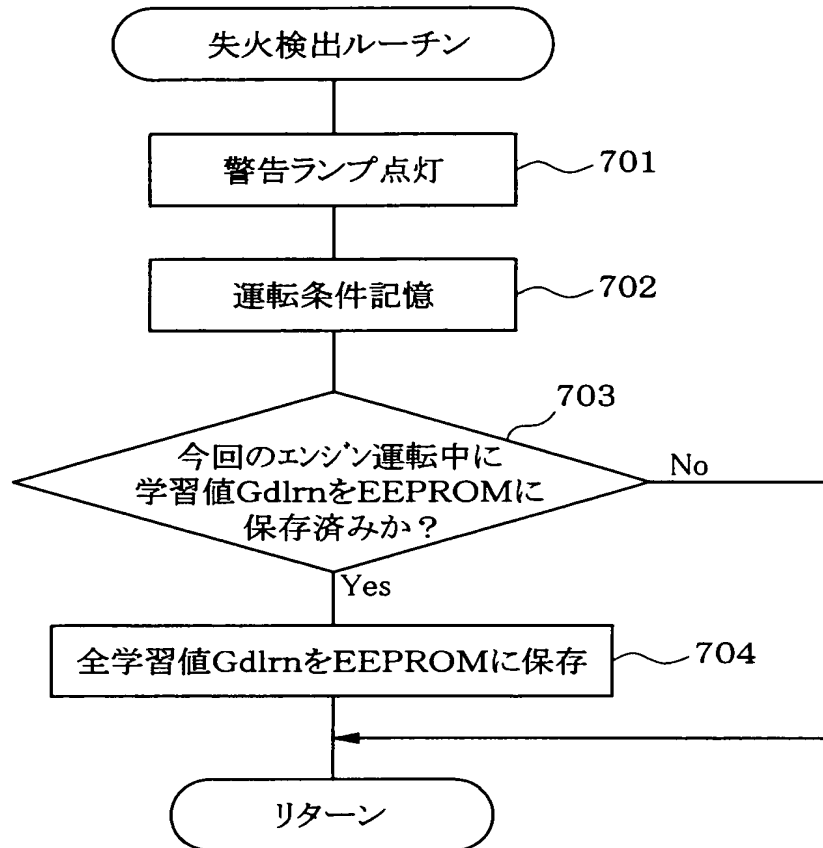 失火検出ルーチン
警告ランプ点灯
701
運転条件記憶
702
703
今回のエンジン運転中に
学習値GdlrnをEEPROMに
保存済みか？
No
Yes
全学習値GdlrnをEEPROMに保存
704
リターン